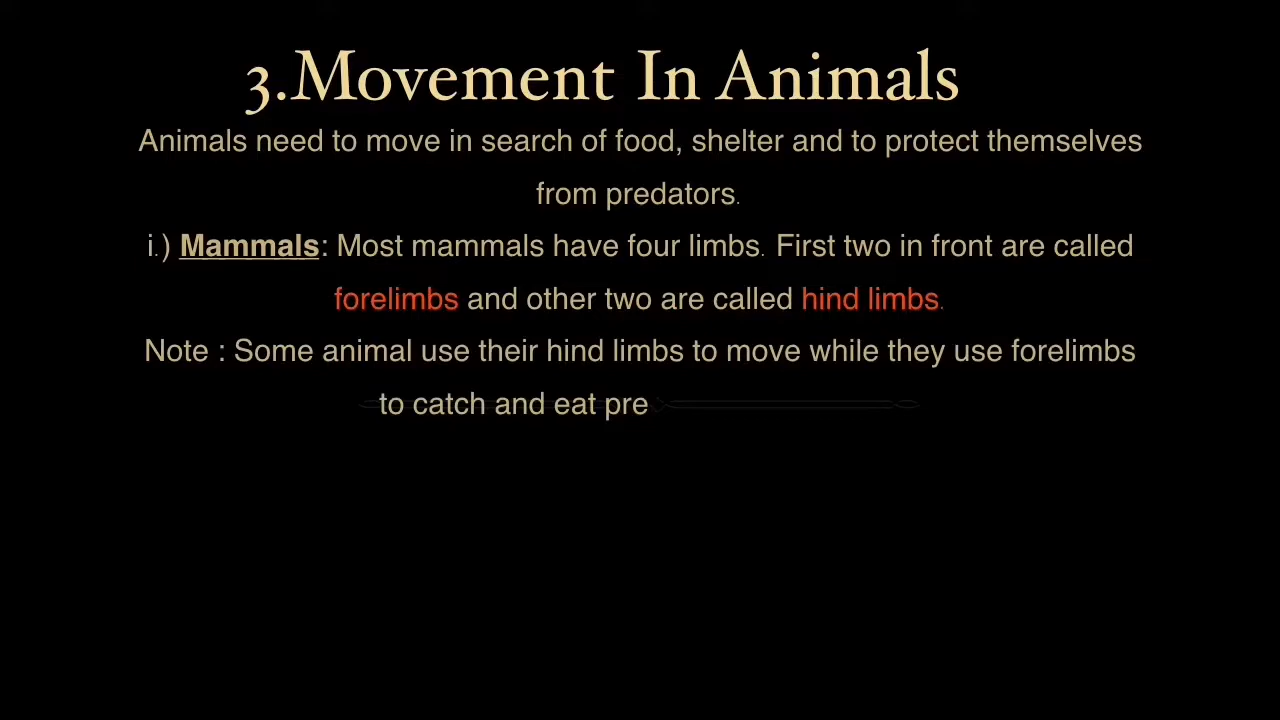 3.Movement In Animals
Animals need to move in search of food, shelter and to protect themselves
from predators.
i.) Mammals: Most mammals have four limbs. First two in front are called
forelimbs and other two are called hind limbs.
Note : Some animal use their hind limbs to move while they use forelimbs
to catch and eat pre